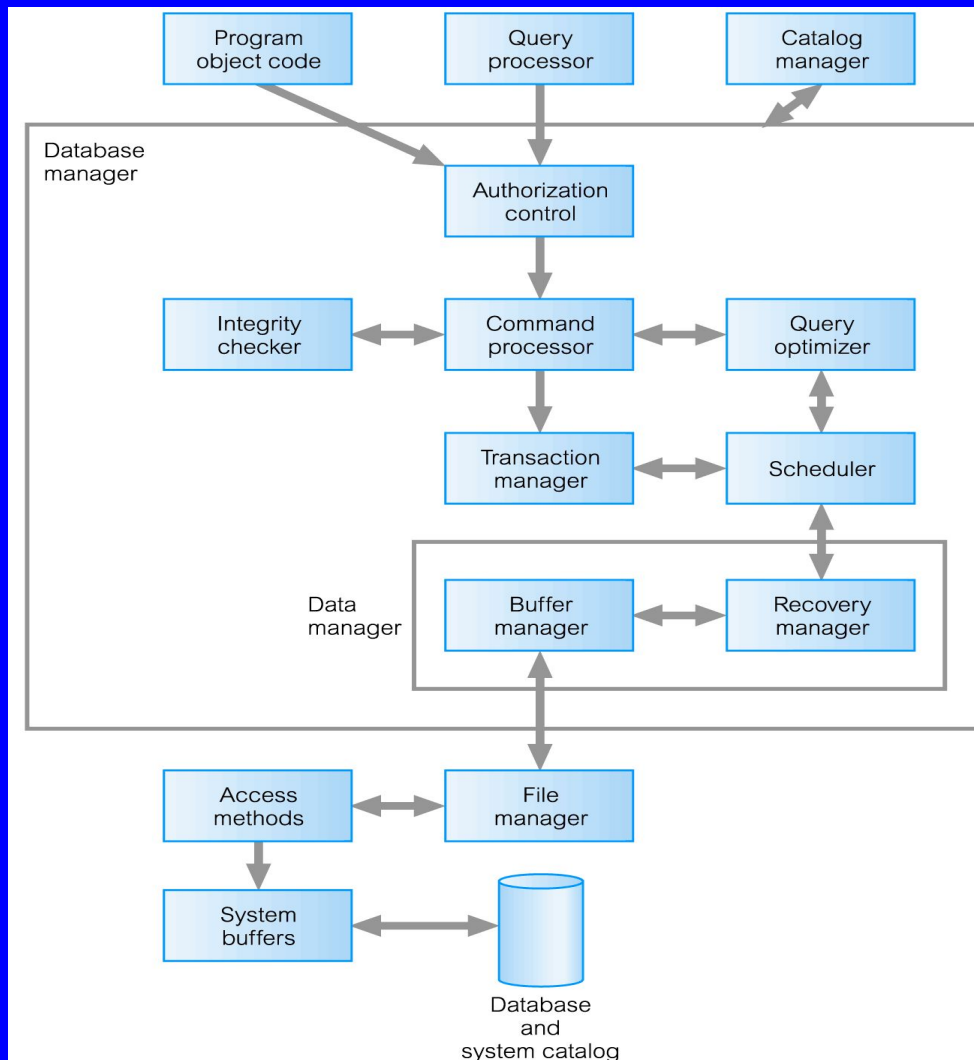 Program
object code
Query
processor
Catalog
manager
Database
manager
Authorization
control
Integrity
checker
Command
processor
Query
optimizer
Transaction
manager
Scheduler
Data
manager
Buffer
manager
Recovery
manager
Access
methods
File
manager
System
buffers
Database
and
system catalog